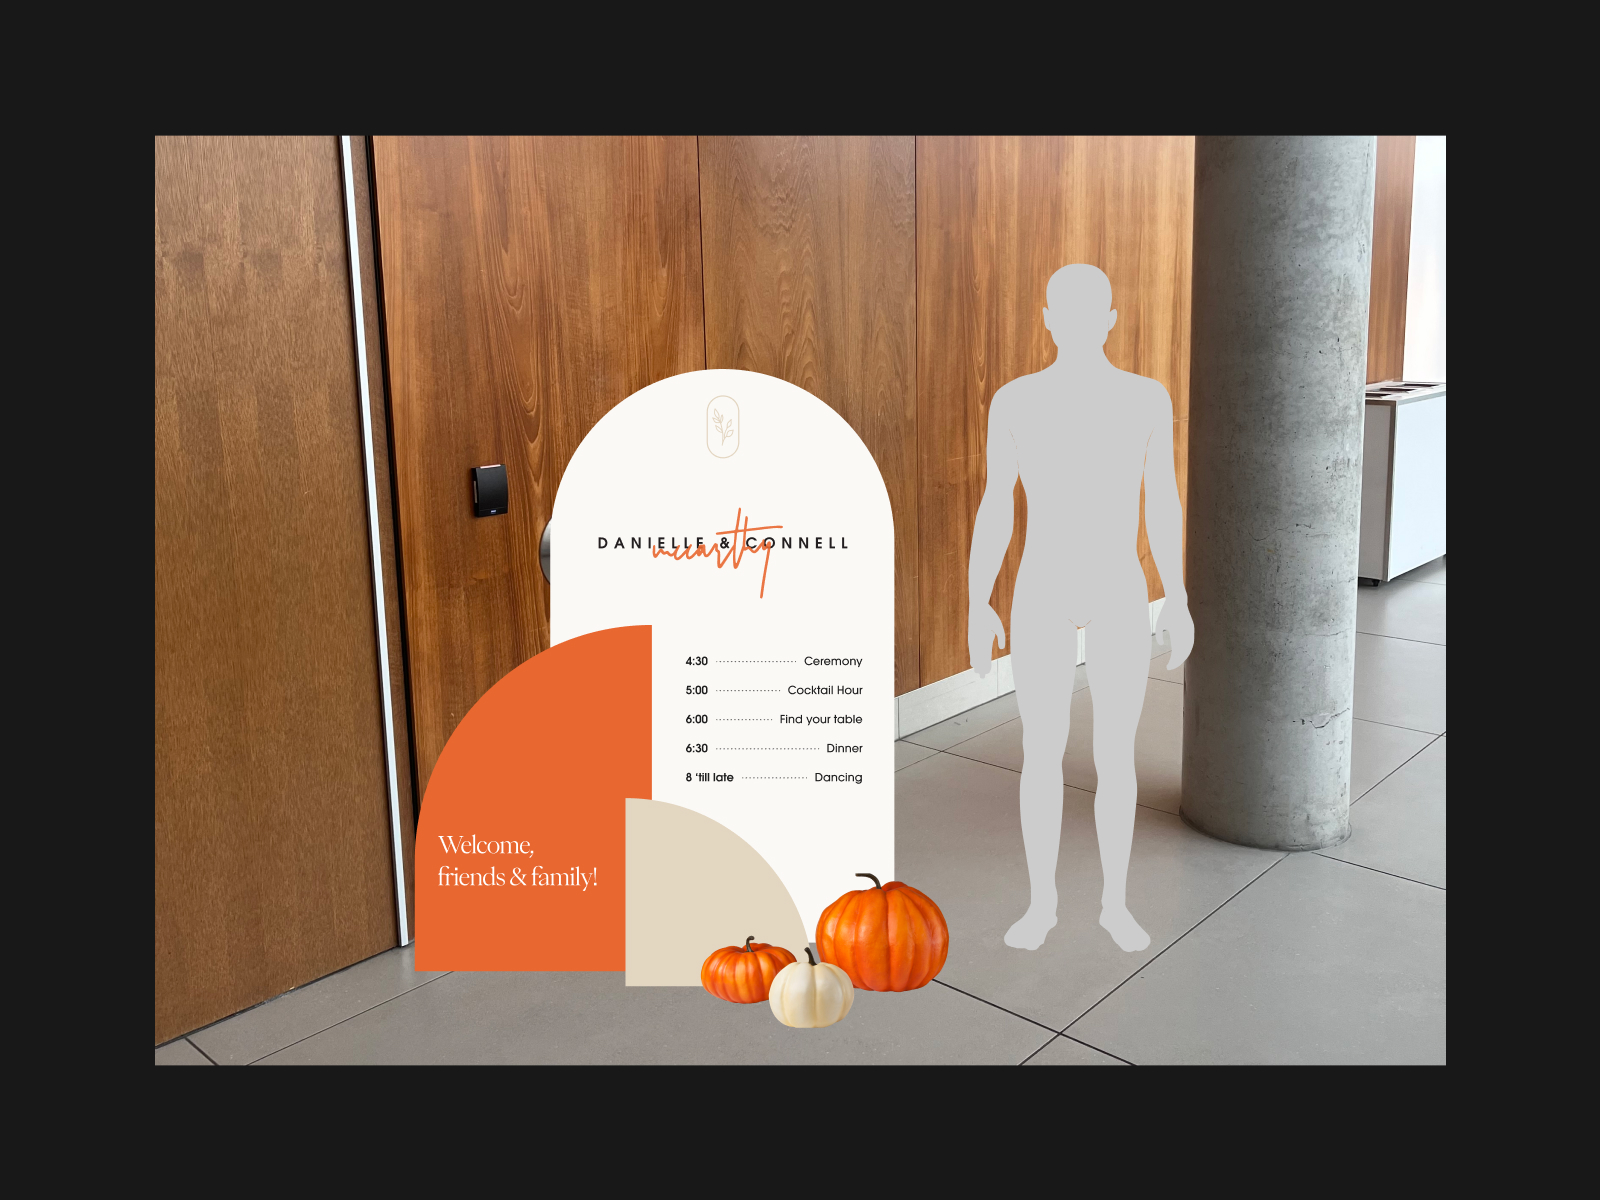 DANIELLE & CONNELL
mccarthy
4:30 Ceremony
5:00 Cocktail Hour
6:00 Find your table
6:30 Dinner
8 ‘till late Dancing
Welcome,
friends & family!